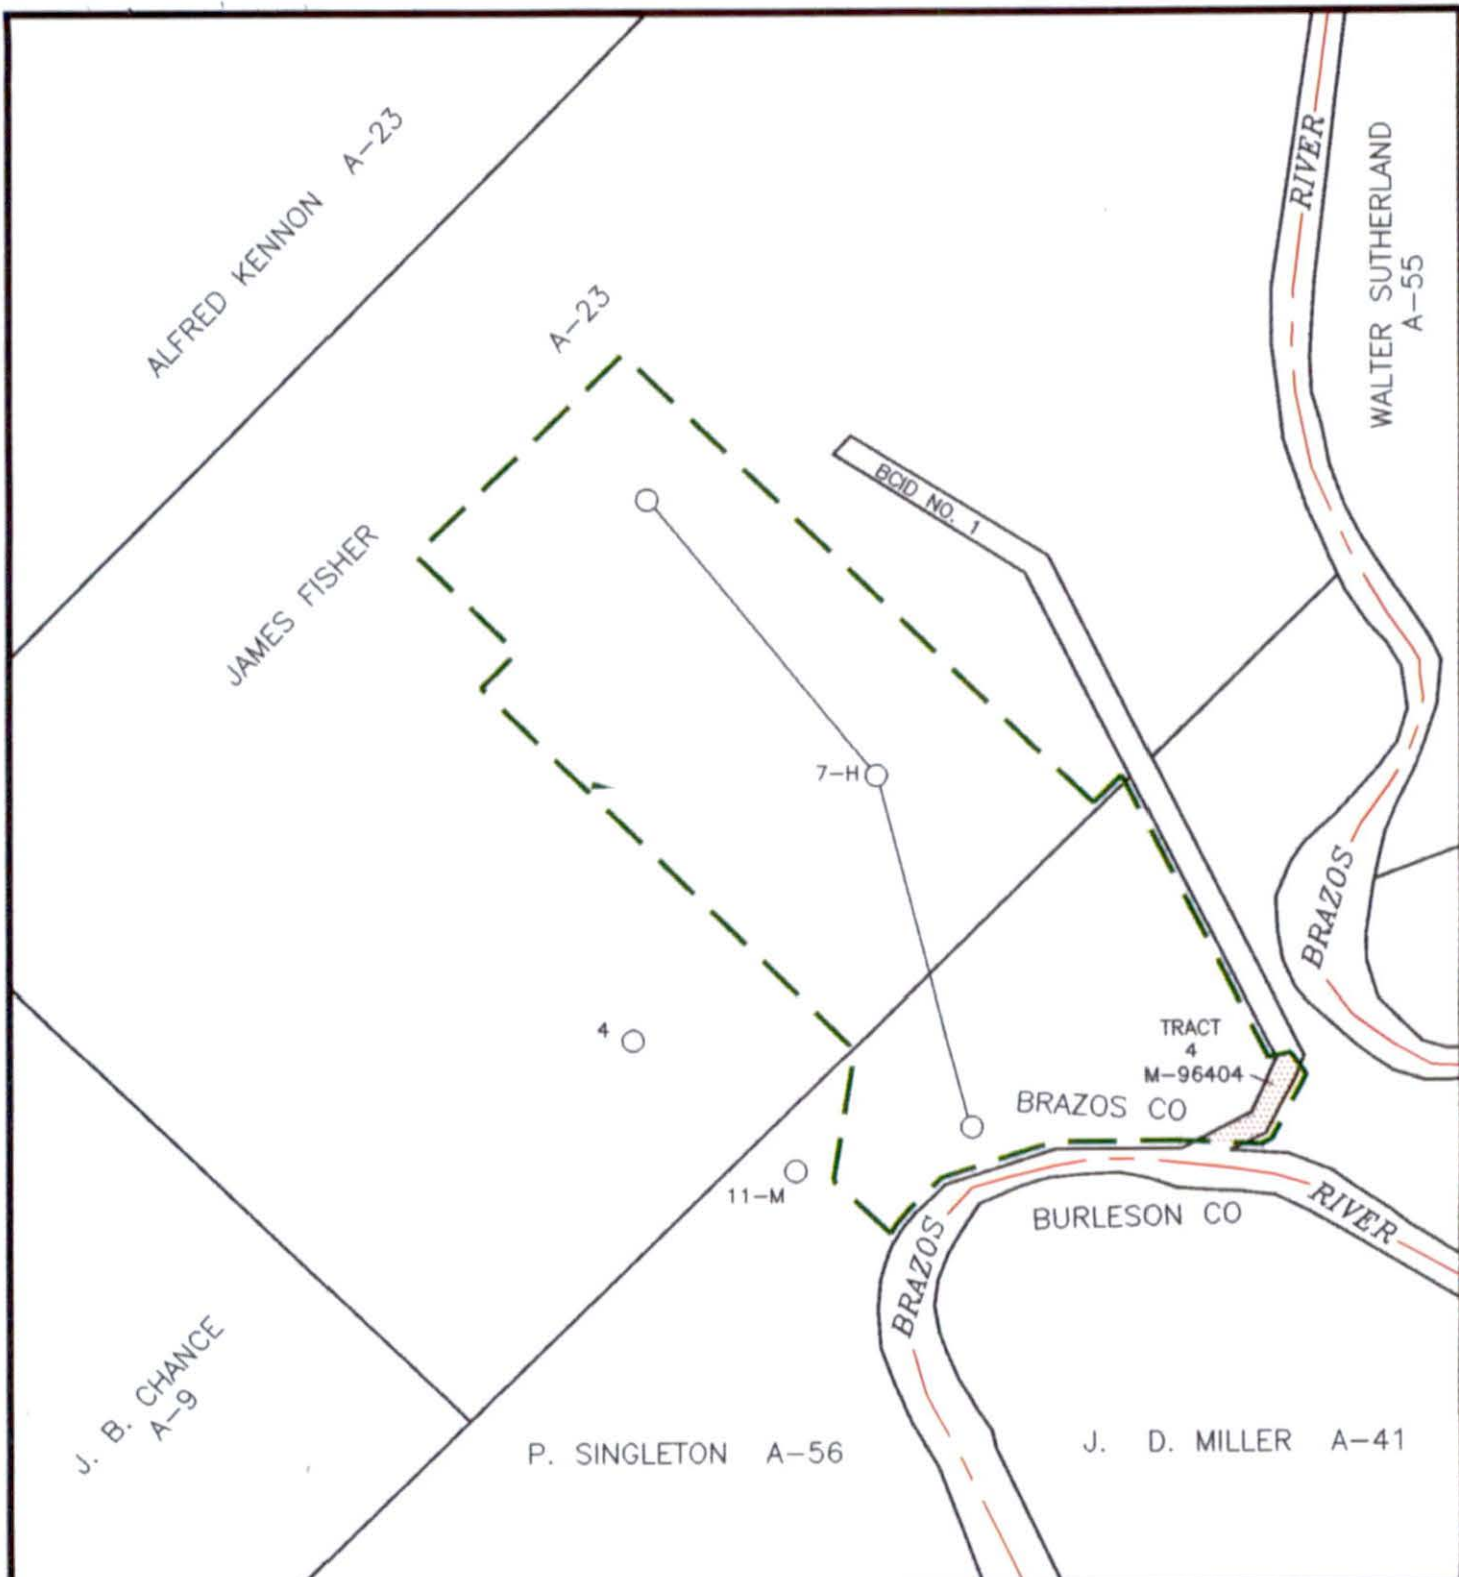 ALFRED KENNON A-23
RIVER
WALTER SUTHERLAND
A-55
A-23
BCID NO. 1
JAMES FISHER
7-H
BRAZOS
4
TRACT
4
M-96404
BRAZOS CO
11-M
BURLESON CO
RIVER
BRAZOS
J. B. CHANCE
A-9
P. SINGLETON A-56
J. D. MILLER A-41